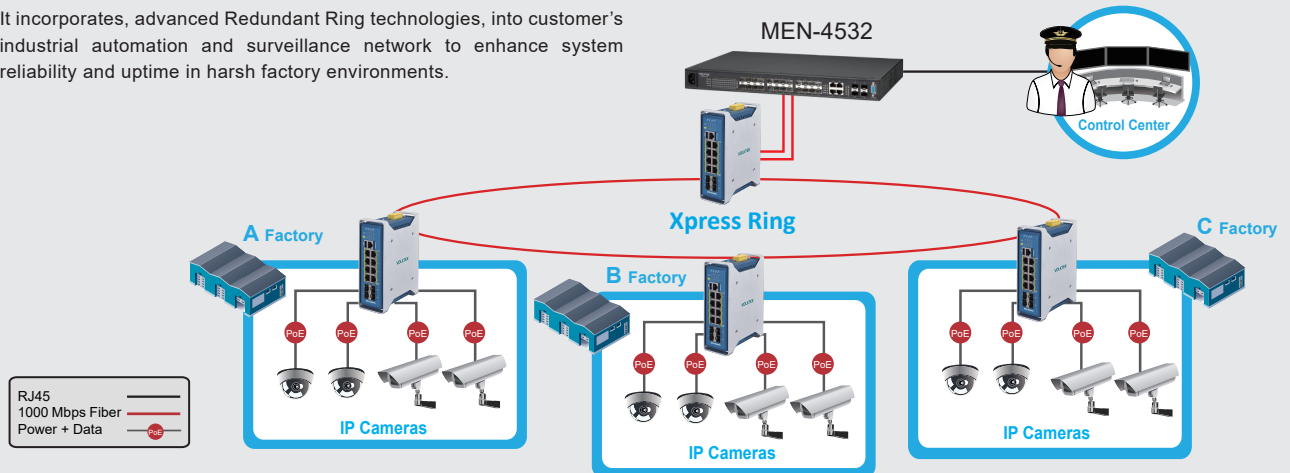 It incorporates, advanced Redundant Ring technologies, into customer’s
industrial automation and surveillance network to enhance system
reliability and uptime in harsh factory environments.
MEN-4532
Control Center
Xpress Ring
A Factory
B Factory
C Factory
PoE PoE PoE PoE
PoE PoE PoE PoE
PoE PoE PoE PoE
IP Cameras
IP Cameras
IP Cameras
RJ45
1000 Mbps Fiber
Power + Data PoE